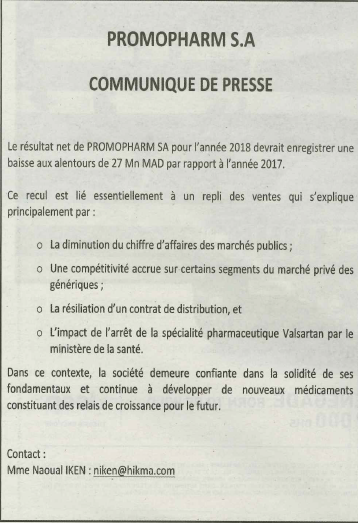 PROMOPHARM S.A
COMMUNIQUE DE PRESSE
Le résultat net de PROMOPHARM SA pour l'année 2018 devrait enregistrer une
baisse aux alentours de 27 Mn MAD par rapport à l'année 2017.
Ce recul est lié essentiellement à un repli des ventes qui s'explique
principalement par :
o La diminution du chiffre d'affaires des marchés publics ;
o Une compétitivité accrue sur certains segments du marché privé des
génériques ;
o La résiliation d'un contrat de distribution, et
o L'impact de l'arrêt de la spécialité pharmaceutique Valsartan par le
ministère de la santé.
Dans ce contexte, la société demeure confiante dans la solidité de ses
fondamentaux et continue à développer de nouveaux médicaments
constituant des relais de croissance pour le futur.
Contact :
Mme Naoual IKEN : niken@hikma.com